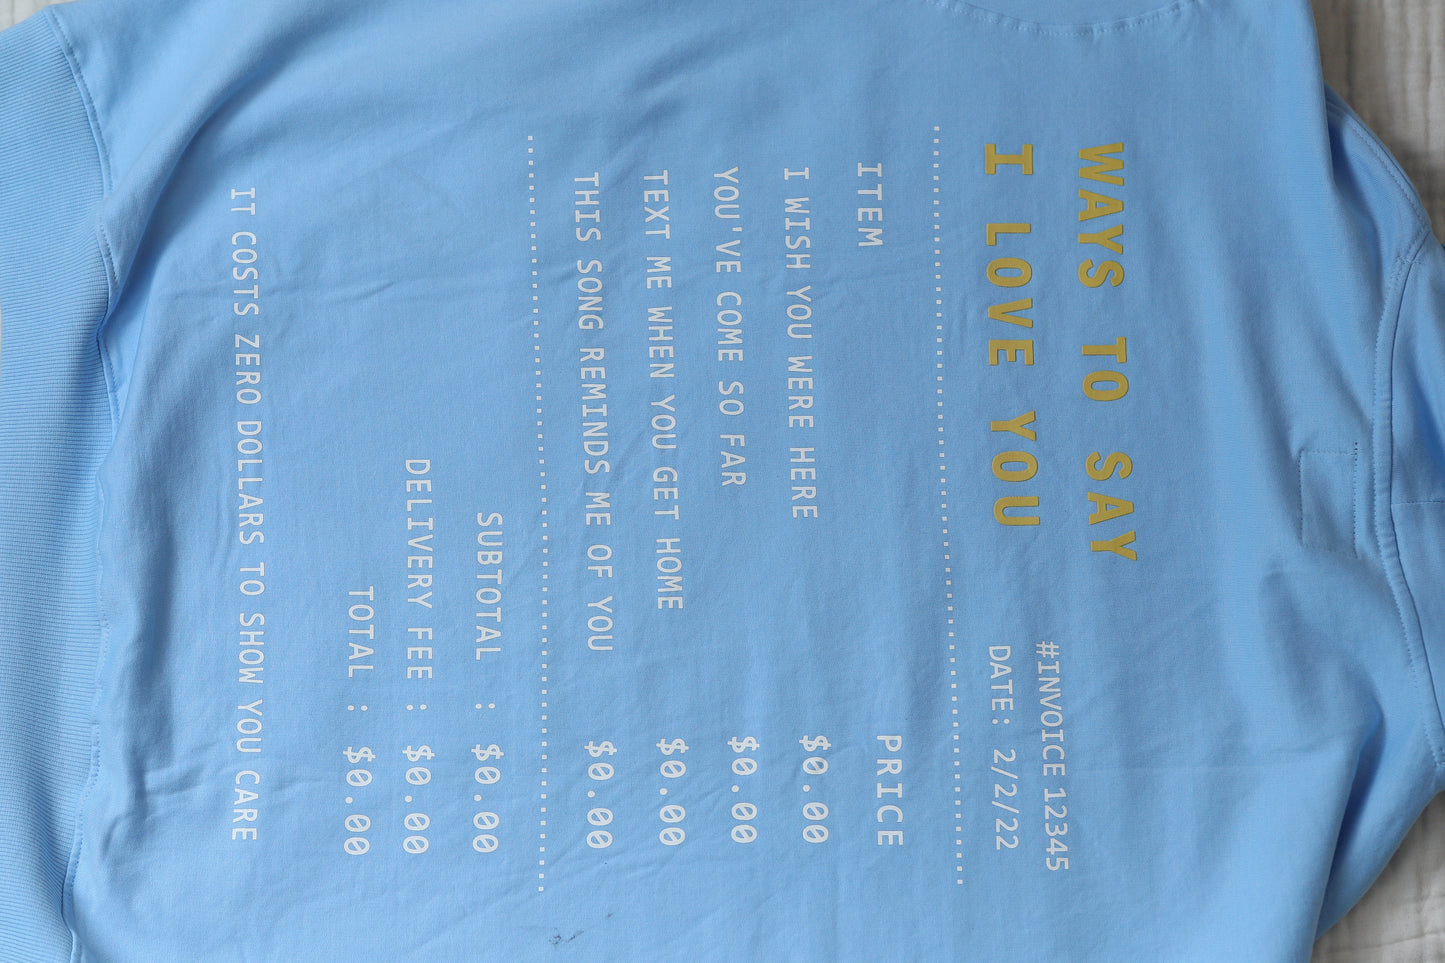 WAYS TO SAY
I LOVE YOU
#INVOICE 12345
DATE: 2/2/22
ITEM PRICE
I WISH YOU WERE HERE $0.00
YOU'VE COME SO FAR $0.00
TEXT ME WHEN YOU GET HOME $0.00
THIS SONG REMINDS ME OF YOU $0.00
SUBTOTAL : $0.00
DELIVERY FEE : $0.00
TOTAL : $0.00
IT COSTS ZERO DOLLARS TO SHOW YOU CARE